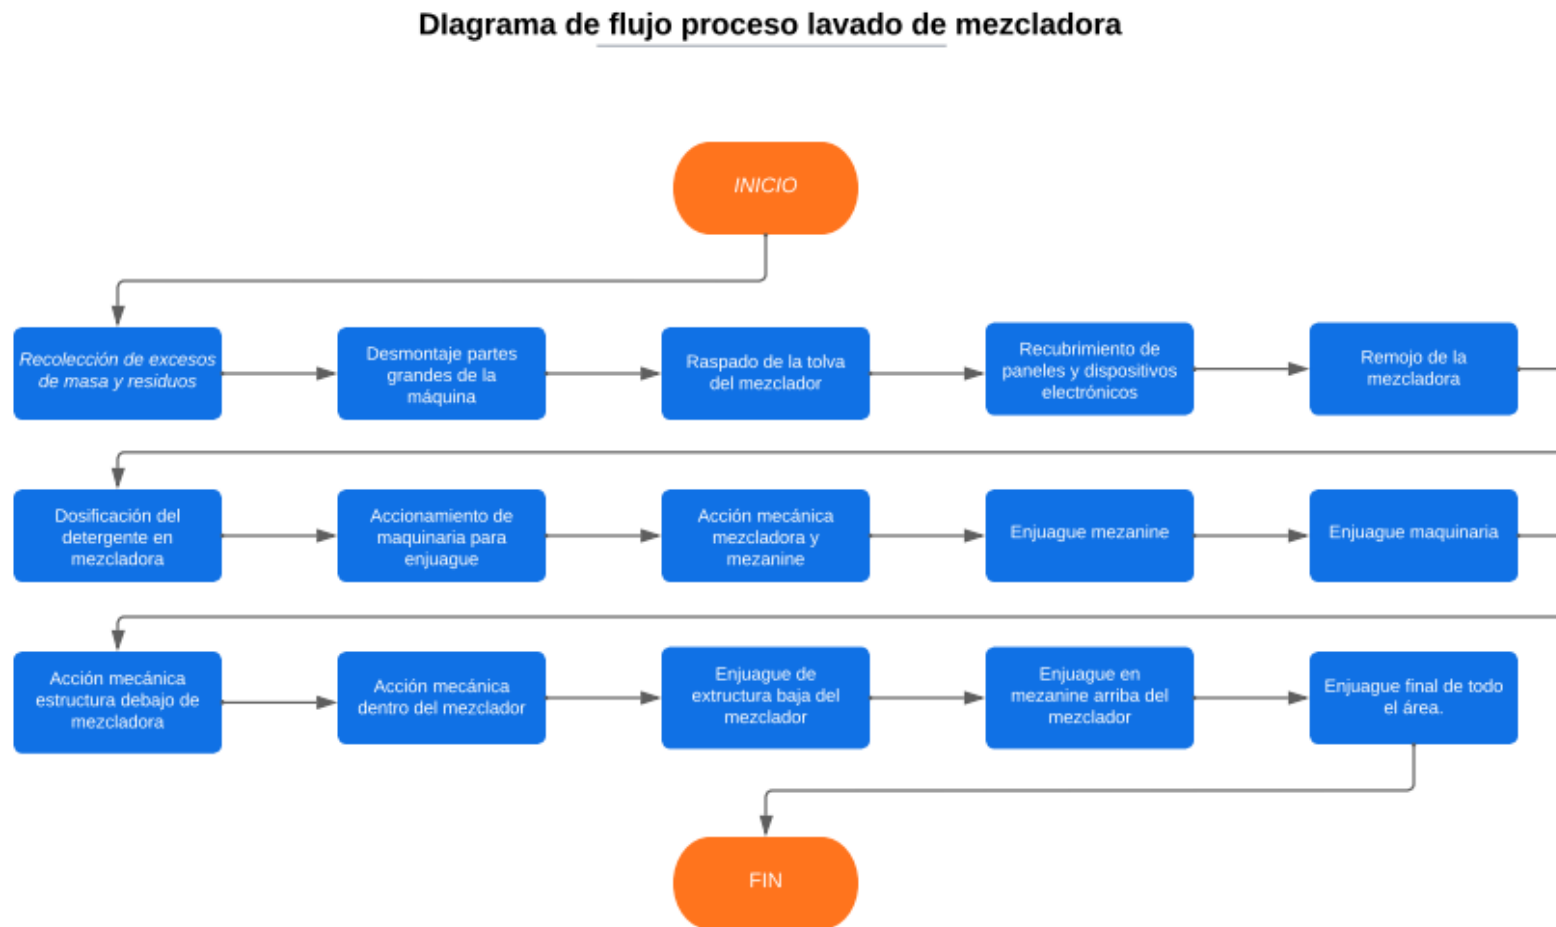 DIagrama de flujo proceso lavado de mezcladora
INICIO
Recolección de excesos
de masa y residuos
Desmontaje partes
grandes de la
máquina
Raspado de la tolva
del mezclador
Recubrimiento de
paneles y dispositivos
electrónicos
Remojo de la
mezcladora
Dosificación del
detergente en
mezcladora
Accionamiento de
maquinaria para
enjuague
Acción mecánica
mezcladora y
mezanine
Enjuague mezanine
Enjuague maquinaria
Acción mecánica
estructura debajo de
mezcladora
Acción mecánica
dentro del mezclador
Enjuague de
extructura baja del
mezclador
Enjuague en
mezanine arriba del
mezclador
Enjuague final de todo
el área.
FIN